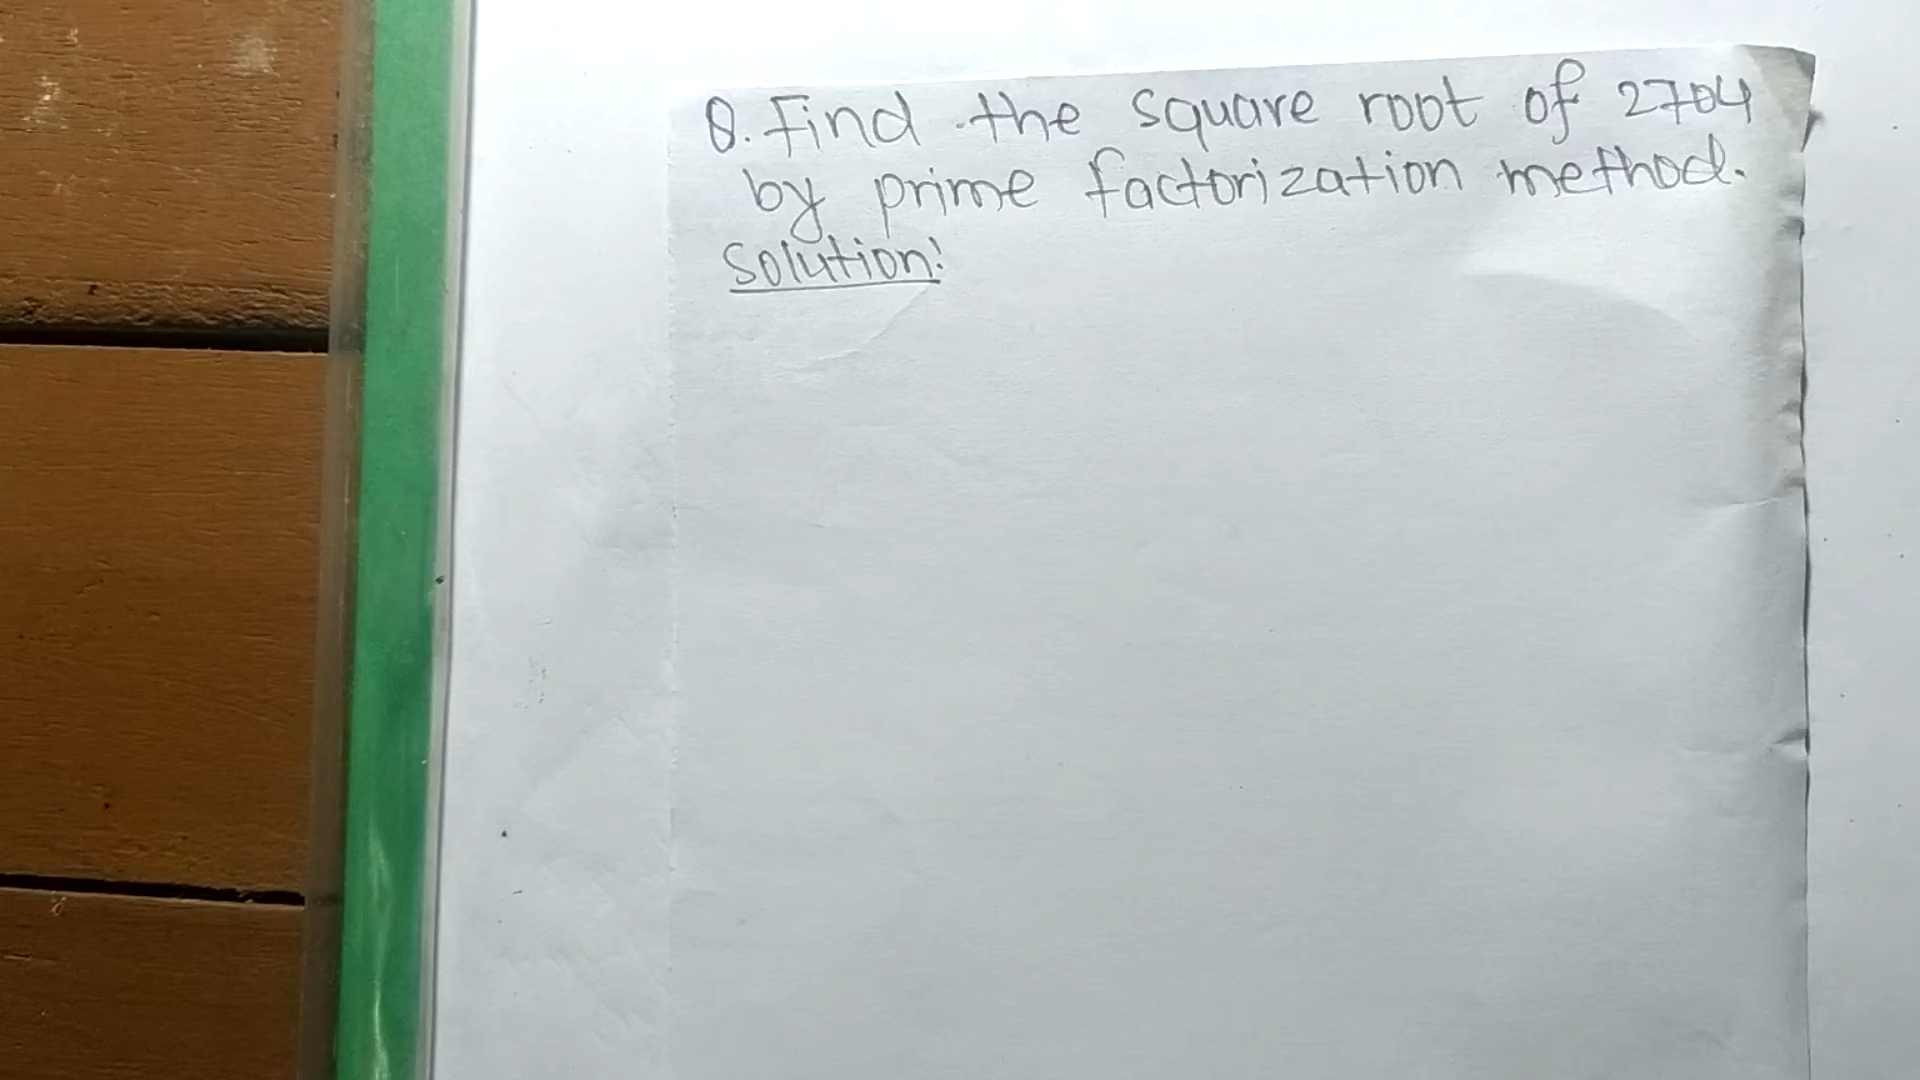 Q. Find the square root of 2704
by prime factorization method.
Solution: